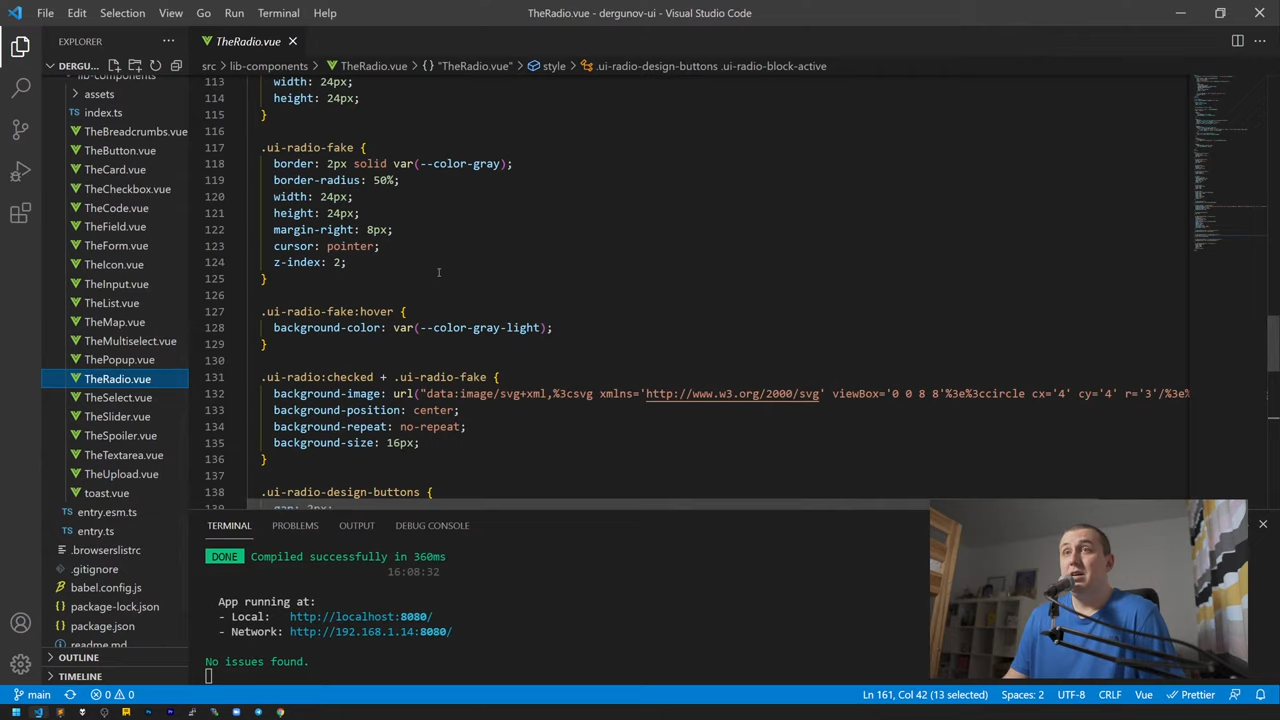 File Edit Selection View Go Run Terminal Help
TheRadio.vue - dergunov-ui - Visual Studio Code
EXPLORER
TheRadio.vue
DERGU
src > lib-components > TheRadio.vue > {} "TheRadio.vue" > style > .ui-radio-design-buttons .ui-radio-block-active
lib-components
assets
index.ts
TheBreadcrumbs.vue
TheButton.vue
TheCard.vue
TheCheckbox.vue
TheCode.vue
TheField.vue
TheForm.vue
TheIcon.vue
TheInput.vue
TheList.vue
TheMap.vue
TheMultiselect.vue
ThePopup.vue
TheRadio.vue
TheSelect.vue
TheSlider.vue
TheSpoiler.vue
TheTextarea.vue
TheUpload.vue
toast.vue
entry.esm.ts
entry.ts
.browserslistrc
.gitignore
babel.config.js
package-lock.json
package.json
readme.md
OUTLINE
TIMELINE
113 width: 24px;
114 height: 24px;
115 }
116
117 .ui-radio-fake {
118 border: 2px solid var(--color-gray);
119 border-radius: 50%;
120 width: 24px;
121 height: 24px;
122 margin-right: 8px;
123 cursor: pointer;
124 z-index: 2;
125 }
126
127 .ui-radio-fake:hover {
128 background-color: var(--color-gray-light);
129 }
130
131 .ui-radio:checked + .ui-radio-fake {
132 background-image: url("data:image/svg+xml,%3csvg xmlns='http://www.w3.org/2000/svg' viewBox='0 0 8 8'%3e%3ccircle cx='4' cy='4' r='3'/%3e%
133 background-position: center;
134 background-repeat: no-repeat;
135 background-size: 16px;
136 }
137
138 .ui-radio-design-buttons {
139 gap: 2px;
TERMINAL PROBLEMS OUTPUT DEBUG CONSOLE
DONE Compiled successfully in 360ms
16:08:32
App running at:
- Local: http://localhost:8080/
- Network: http://192.168.1.14:8080/
No issues found.
main 0 0 Ln 161, Col 42 (13 selected) Spaces: 2 UTF-8 CRLF Vue Prettier